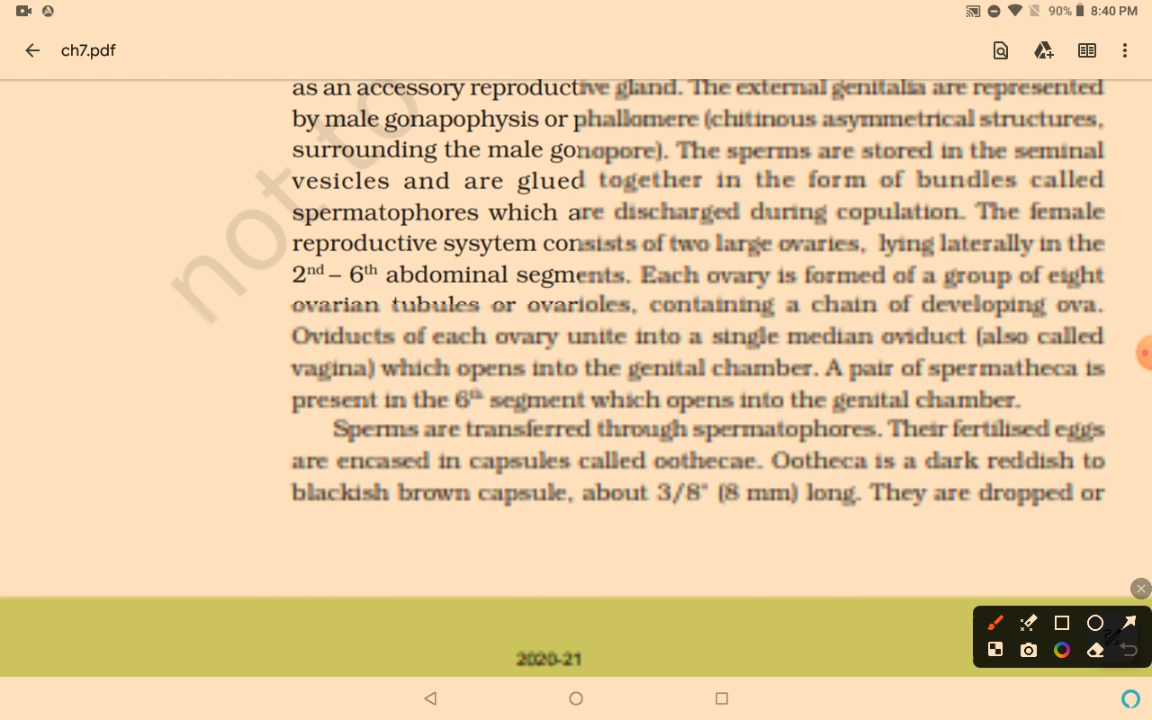 90% 8:40 PM
ch7.pdf
as an accessory reproductive gland. The external genitalia are represented
by male gonapophysis or phallomere (chitinous asymmetrical structures,
surrounding the male gonopore). The sperms are stored in the seminal
vesicles and are glued together in the form of bundles called
spermatophores which are discharged during copulation. The female
reproductive sysytem consists of two large ovaries, lying laterally in the
2nd – 6th abdominal segments. Each ovary is formed of a group of eight
ovarian tubules or ovarioles, containing a chain of developing ova.
Oviducts of each ovary unite into a single median oviduct (also called
vagina) which opens into the genital chamber. A pair of spermatheca is
present in the 6th segment which opens into the genital chamber.
Sperms are transferred through spermatophores. Their fertilised eggs
are encased in capsules called oothecae. Ootheca is a dark reddish to
blackish brown capsule, about 3/8" (8 mm) long. They are dropped or
not to
2020-21